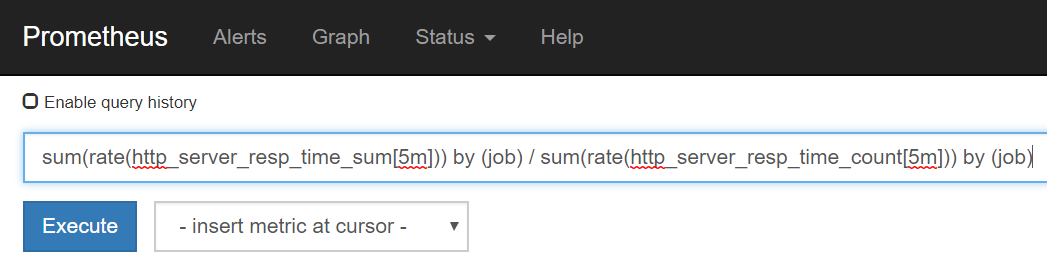 Prometheus Alerts Graph Status Help
Enable query history
sum(rate(http_server_resp_time_sum[5m])) by (job) / sum(rate(http_server_resp_time_count[5m])) by (job)
Execute - insert metric at cursor -